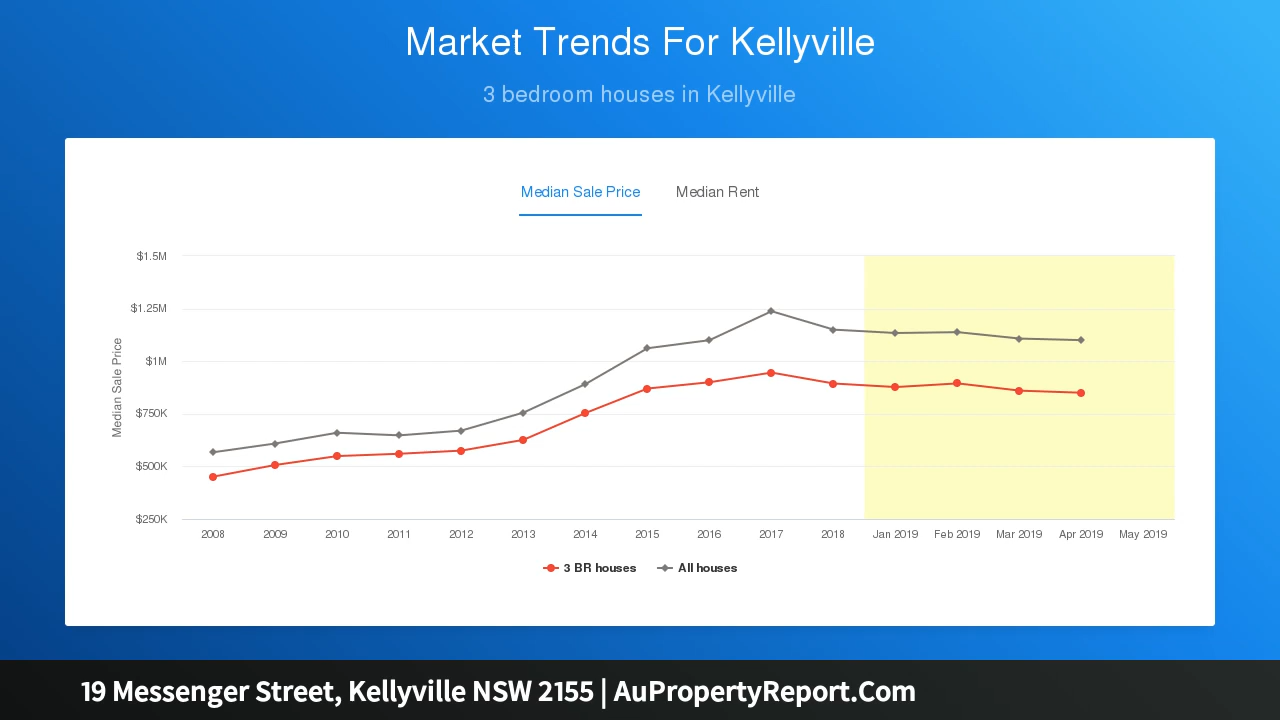 Market Trends For Kellyville
3 bedroom houses in Kellyville
Median Sale Price Median Rent
$1.5M
$1.25M
$1M
$750K
$500K
$250K
Median Sale Price
2008 2009 2010 2011 2012 2013 2014 2015 2016 2017 2018 Jan 2019 Feb 2019 Mar 2019 Apr 2019 May 2019
3 BR houses All houses
19 Messenger Street, Kellyville NSW 2155 | AuPropertyReport.Com